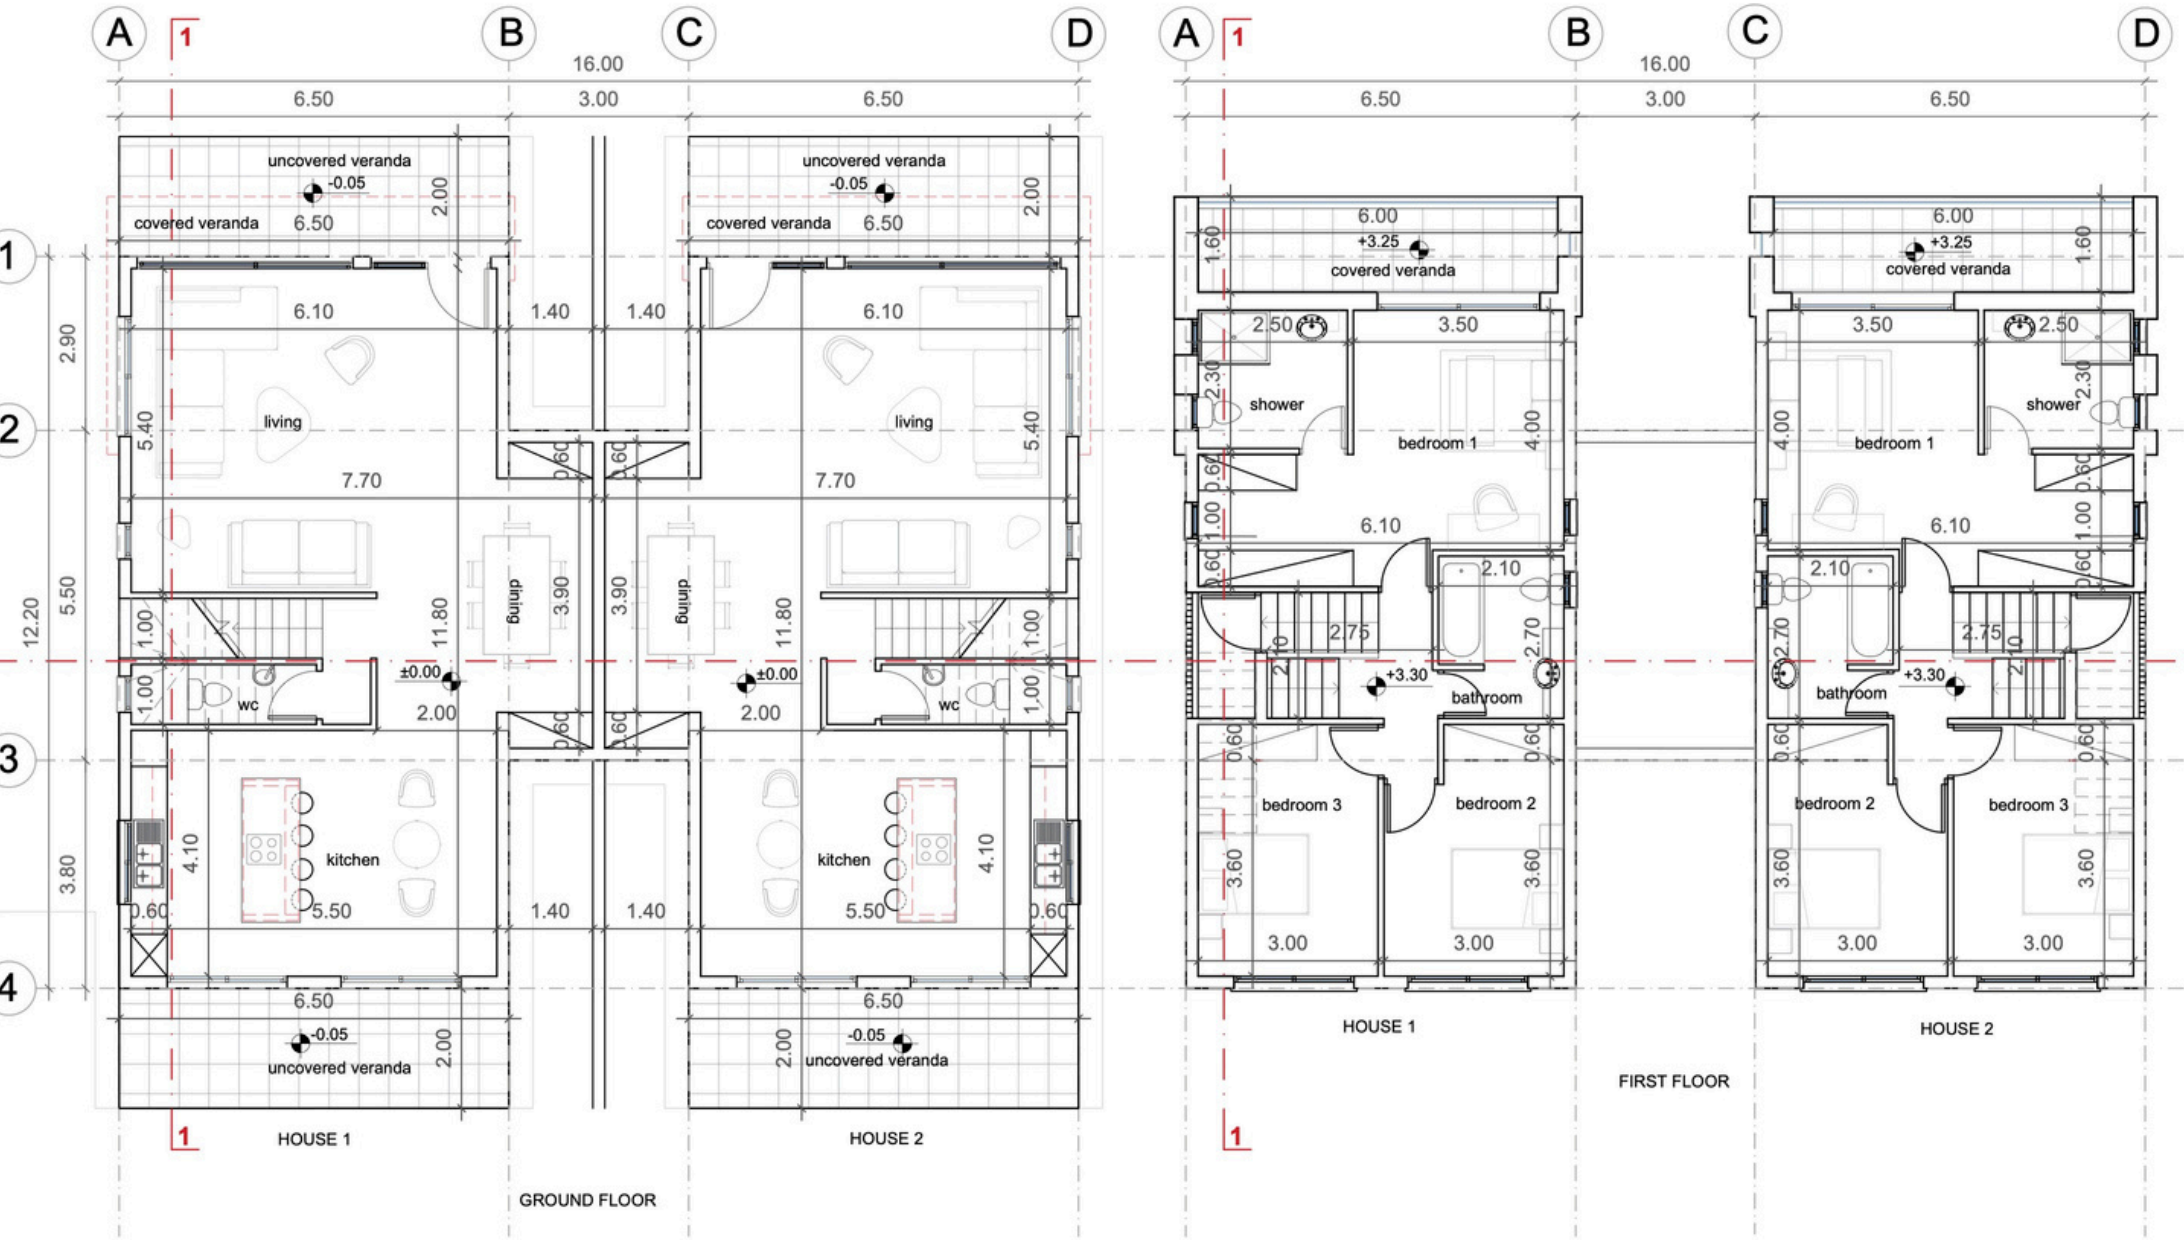 A 1 B C D A 1 B C D
16.00 16.00
6.50 3.00 6.50 6.50 3.00 6.50
uncovered veranda uncovered veranda
-0.05 2.00 -0.05 2.00
covered veranda 6.50 covered veranda 6.50 6.00 6.00
1 1.60 +3.25 +3.25 1.60
covered veranda covered veranda
6.10 1.40 1.40 6.10 2.50 3.50 3.50 2.50
2.90 2.30 2.30
shower shower
2 5.40 living living 5.40 bedroom 1 4.00 4.00 bedroom 1
0.60 0.60 0.60 0.60
7.70 7.70
1.00 6.10 6.10 1.00
0.60 2.10 2.10 0.60
12.20 5.50 1.00 11.80 dining 3.90 3.90 dining 11.80 1.00 2.75 2.70 2.70 2.75
2.10 2.10
±0.00 ±0.00 +3.30 +3.30
1.00 wc wc 1.00 bathroom bathroom
2.00 0.60 0.60 2.00
3 0.60 0.60 0.60 0.60
bedroom 3 bedroom 2 bedroom 2 bedroom 3
3.80 4.10 kitchen kitchen 4.10 3.60 3.60 3.60 3.60
0.60 5.50 1.40 1.40 5.50 0.60
3.00 3.00 3.00 3.00
4
6.50 6.50
-0.05 2.00 2.00 -0.05
uncovered veranda uncovered veranda
HOUSE 1 HOUSE 2
FIRST FLOOR
1 1
HOUSE 1 HOUSE 2
GROUND FLOOR